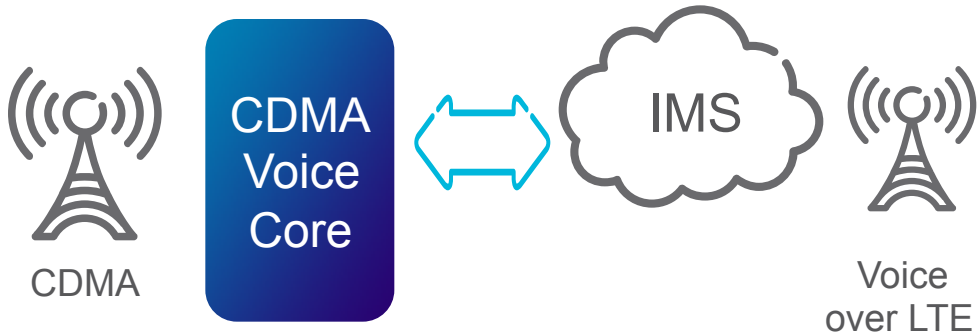 CDMA
CDMA
Voice
Core
IMS
Voice
over LTE